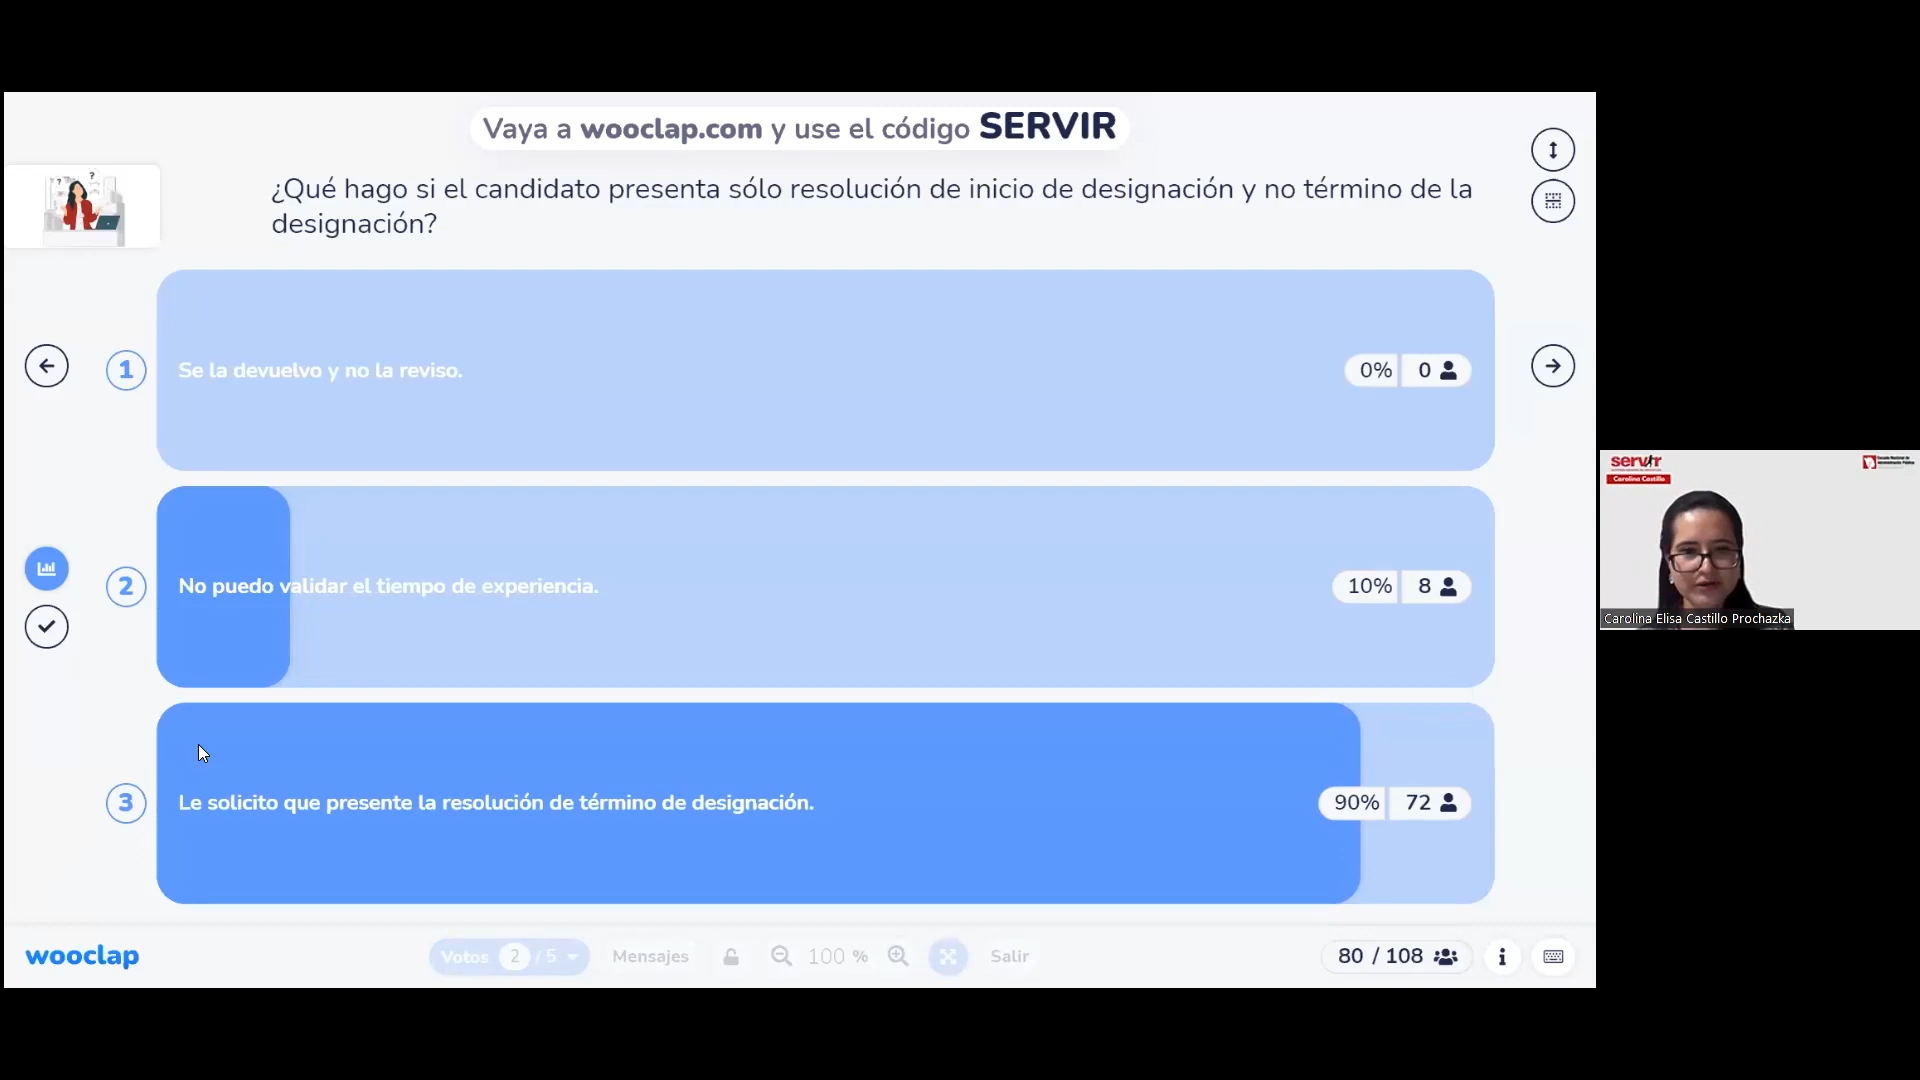 Vaya a wooclap.com y use el código SERVIR
¿Qué hago si el candidato presenta sólo resolución de inicio de designación y no término de la
designación?
1
Se la devuelvo y no la reviso.
0% 0
2
No puedo validar el tiempo de experiencia.
10% 8
3
Le solicito que presente la resolución de término de designación.
90% 72
wooclap
Votos 2 / 5
Mensajes
100 %
Salir
80 / 108
servir
Carolina Castillo
Carolina Elisa Castillo Prochazka